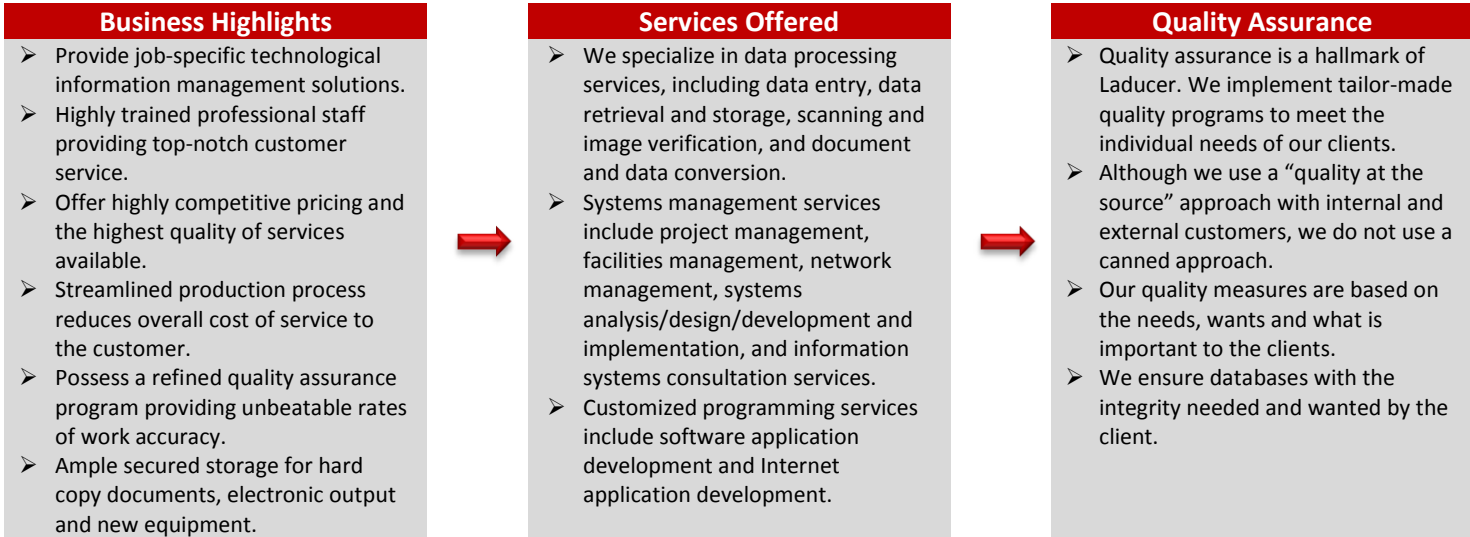 Business Highlights
➢ Provide job-specific technological
information management solutions.
➢ Highly trained professional staff
providing top-notch customer
service.
➢ Offer highly competitive pricing and
the highest quality of services
available.
➢ Streamlined production process
reduces overall cost of service to
the customer.
➢ Possess a refined quality assurance
program providing unbeatable rates
of work accuracy.
➢ Ample secured storage for hard
copy documents, electronic output
and new equipment.
Services Offered
➢ We specialize in data processing
services, including data entry, data
retrieval and storage, scanning and
image verification, and document
and data conversion.
➢ Systems management services
include project management,
facilities management, network
management, systems
analysis/design/development and
implementation, and information
systems consultation services.
➢ Customized programming services
include software application
development and Internet
application development.
Quality Assurance
➢ Quality assurance is a hallmark of
Laducer. We implement tailor-made
quality programs to meet the
individual needs of our clients.
➢ Although we use a “quality at the
source” approach with internal and
external customers, we do not use a
canned approach.
➢ Our quality measures are based on
the needs, wants and what is
important to the clients.
➢ We ensure databases with the
integrity needed and wanted by the
client.